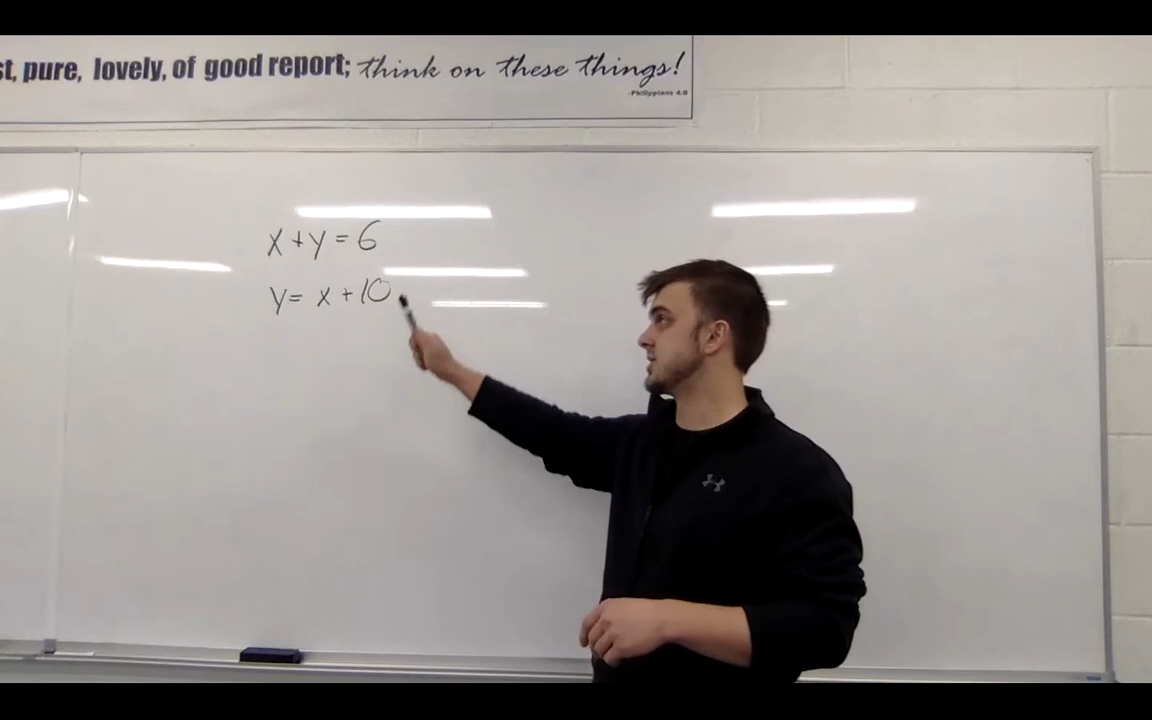 st, pure, lovely, of good report; think on these things!
-Philippians 4:8
x+y=6
y= x+10